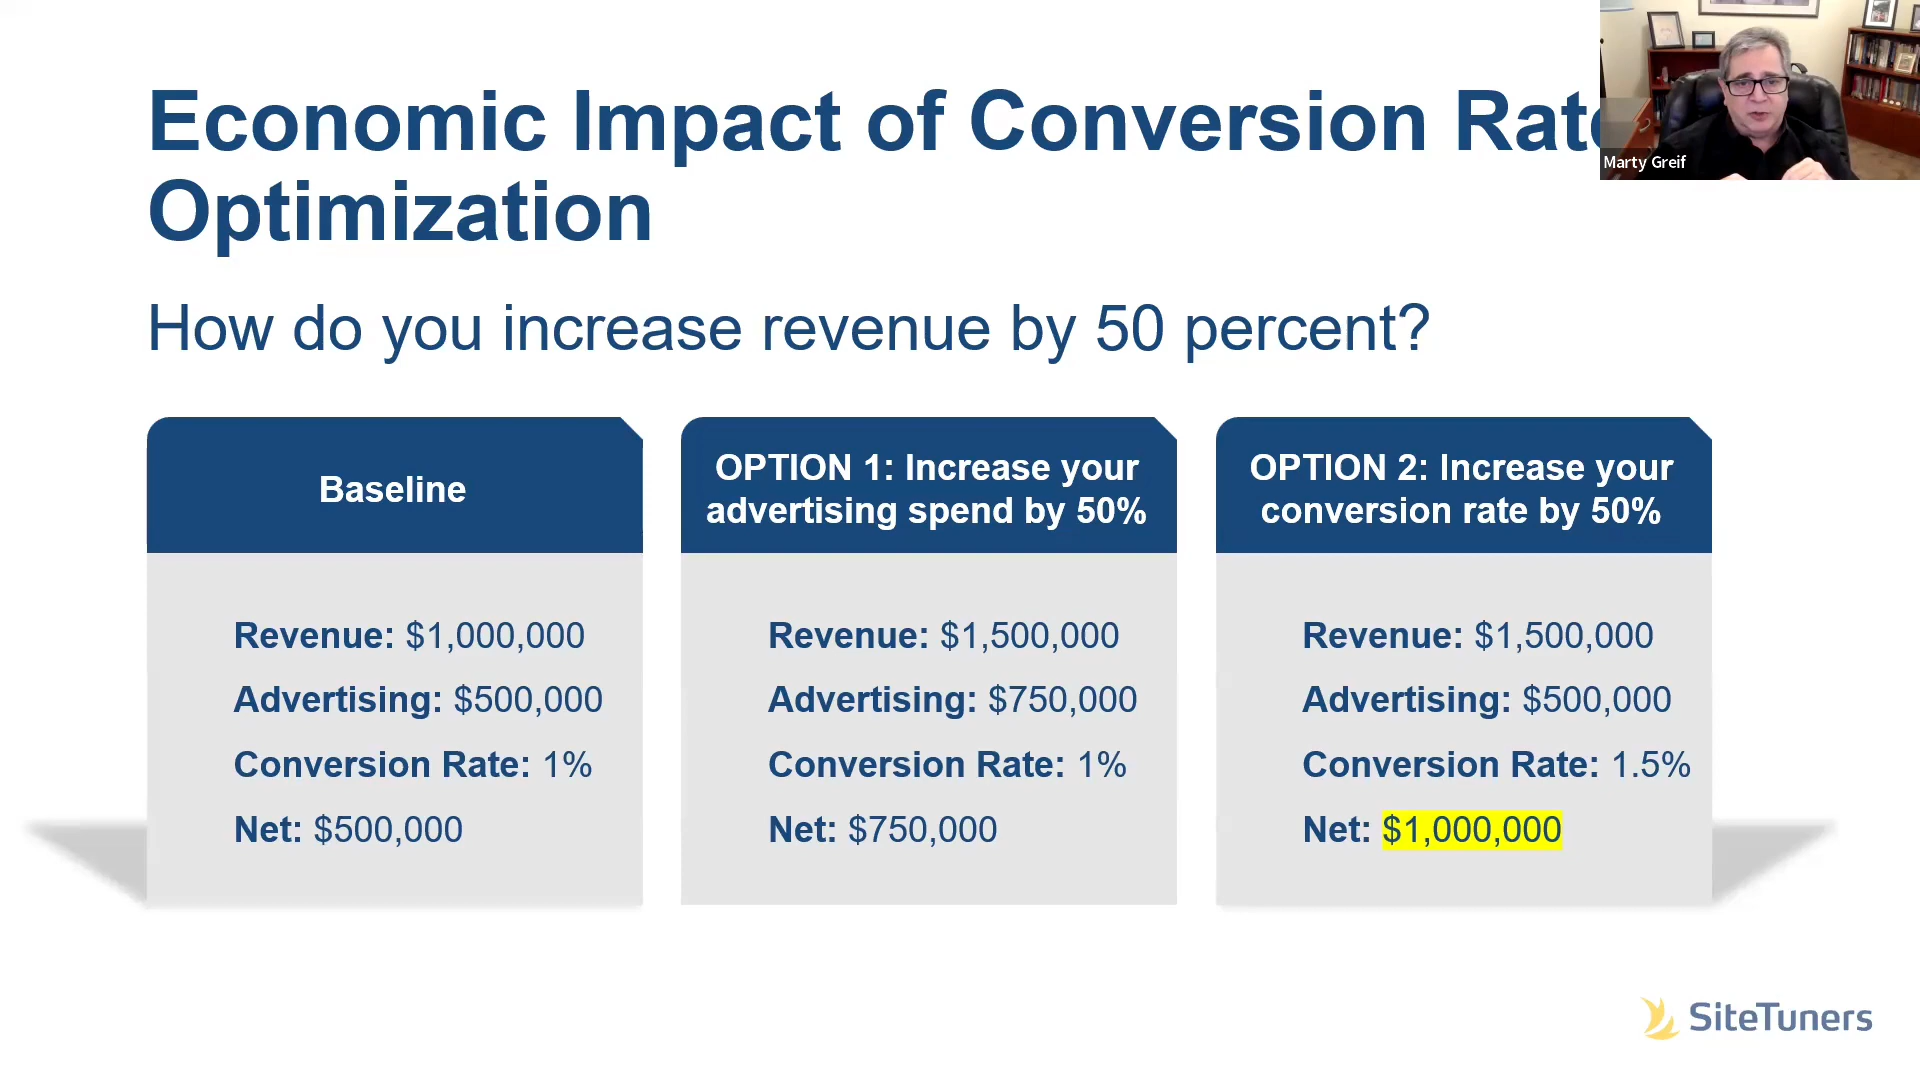 Economic Impact of Conversion Rat
Optimization
Marty Greif
How do you increase revenue by 50 percent?
Baseline
Revenue: $1,000,000
Advertising: $500,000
Conversion Rate: 1%
Net: $500,000
OPTION 1: Increase your
advertising spend by 50%
Revenue: $1,500,000
Advertising: $750,000
Conversion Rate: 1%
Net: $750,000
OPTION 2: Increase your
conversion rate by 50%
Revenue: $1,500,000
Advertising: $500,000
Conversion Rate: 1.5%
Net: $1,000,000
SiteTuners